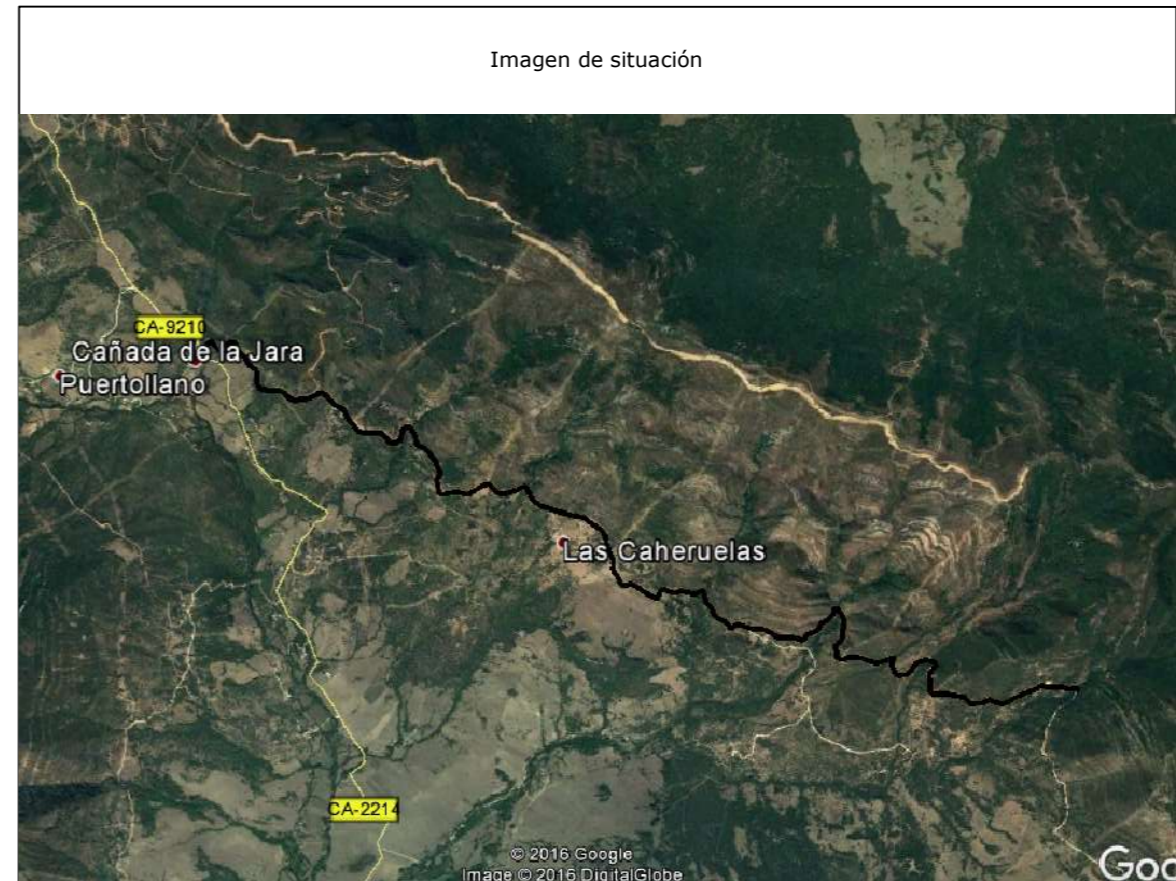 Imagen de situación
CA-9210
Cañada de la Jara
Puertollano
Las Caheruelas
CA-2214
© 2016 Google
Image © 2016 DigitalGlobe
Goo